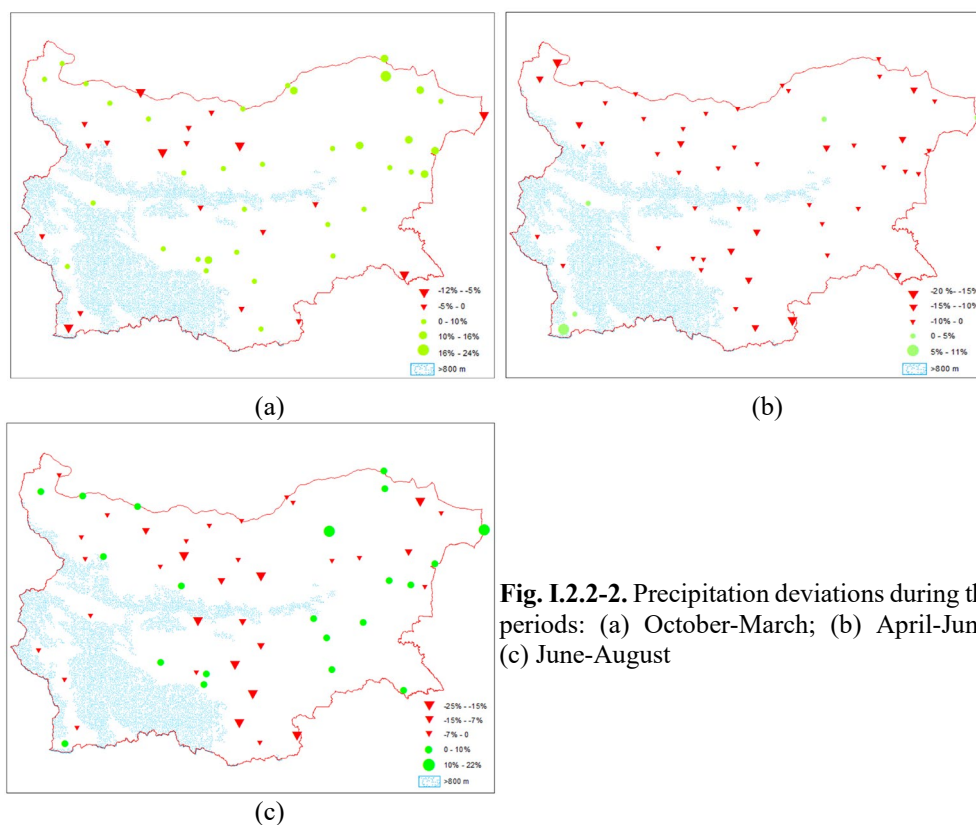 -12% - -5%
-5% - 0
0 - 10%
10% - 16%
16% - 24%
>800 m
(a)
-20 %- -15%
-15% - -10%
-10% - 0
0 - 5%
5% - 11%
>800 m
(b)
-25% - -15%
-15% - -7%
-7% - 0
0 - 10%
10% - 22%
>800 m
(c)
Fig. I.2.2-2. Precipitation deviations during th
periods: (a) October-March; (b) April-Jun
(c) June-August